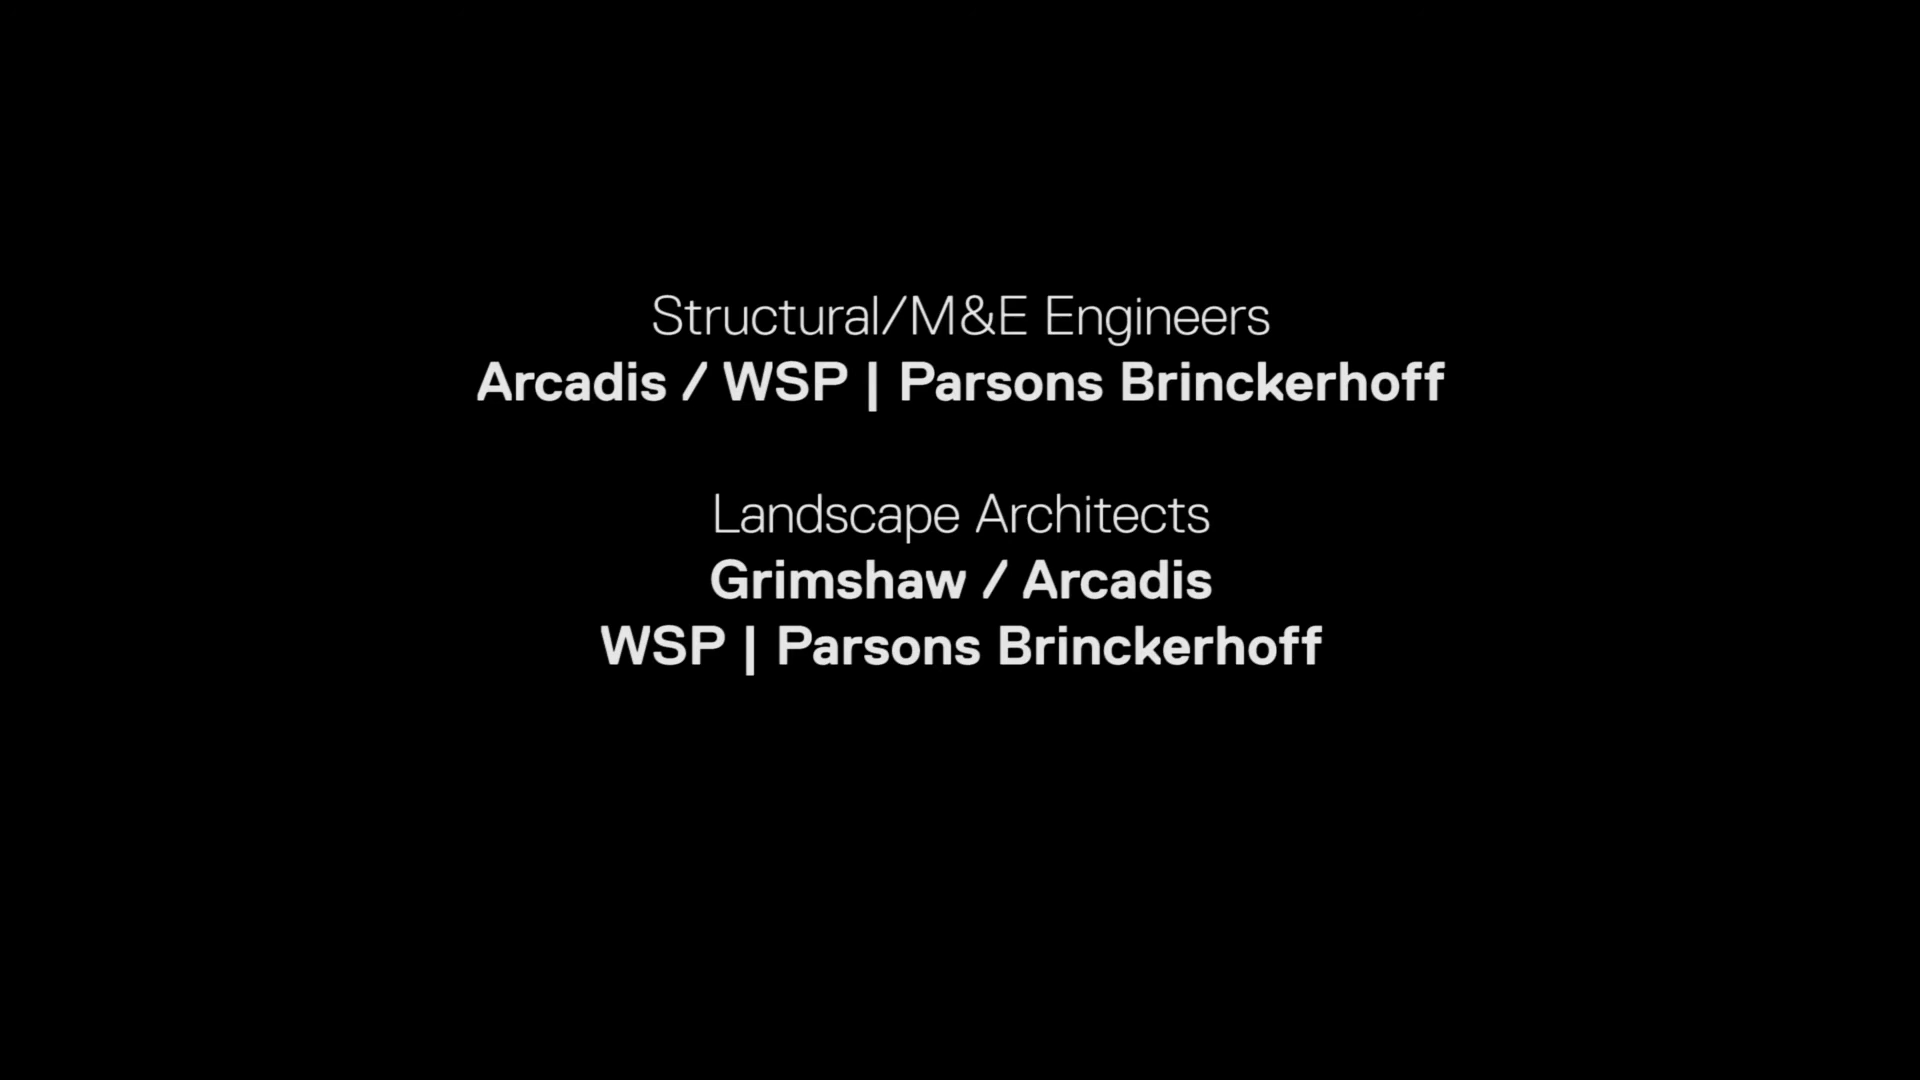 Structural/M&E Engineers
Arcadis / WSP | Parsons Brinckerhoff
Landscape Architects
Grimshaw / Arcadis
WSP | Parsons Brinckerhoff